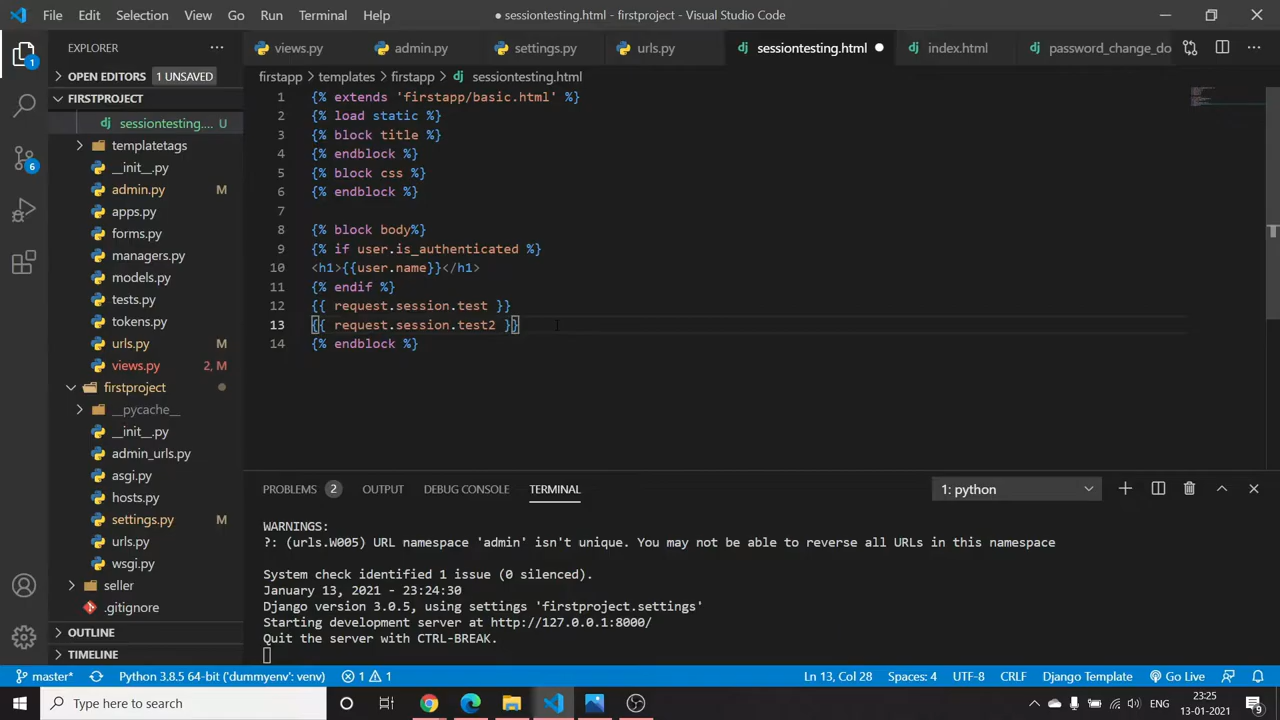 File Edit Selection View Go Run Terminal Help
● sessiontesting.html - firstproject - Visual Studio Code
EXPLORER
OPEN EDITORS 1 UNSAVED
FIRSTPROJECT
sessiontesting.... U
templatetags
__init__.py
admin.py M
apps.py
forms.py
managers.py
models.py
tests.py
tokens.py
urls.py M
views.py 2, M
firstproject
__pycache__
__init__.py
admin_urls.py
asgi.py
hosts.py
settings.py M
urls.py
wsgi.py
seller
.gitignore
OUTLINE
TIMELINE
1
6
views.py admin.py settings.py urls.py sessiontesting.html ● index.html password_change_do
firstapp > templates > firstapp > dj sessiontesting.html
1 {% extends 'firstapp/basic.html' %}
2 {% load static %}
3 {% block title %}
4 {% endblock %}
5 {% block css %}
6 {% endblock %}
7
8 {% block body%}
9 {% if user.is_authenticated %}
10 <h1>{{user.name}}</h1>
11 {% endif %}
12 {{ request.session.test }}
13 {{ request.session.test2 }}
14 {% endblock %}
PROBLEMS 2 OUTPUT DEBUG CONSOLE TERMINAL 1: python
WARNINGS:
?: (urls.W005) URL namespace 'admin' isn't unique. You may not be able to reverse all URLs in this namespace
System check identified 1 issue (0 silenced).
January 13, 2021 - 23:24:30
Django version 3.0.5, using settings 'firstproject.settings'
Starting development server at http://127.0.0.1:8000/
Quit the server with CTRL-BREAK.
master* Python 3.8.5 64-bit ('dummyenv': venv) 1 1 Ln 13, Col 28 Spaces: 4 UTF-8 CRLF Django Template Go Live
Type here to search
ENG
23:25
13-01-2021
9